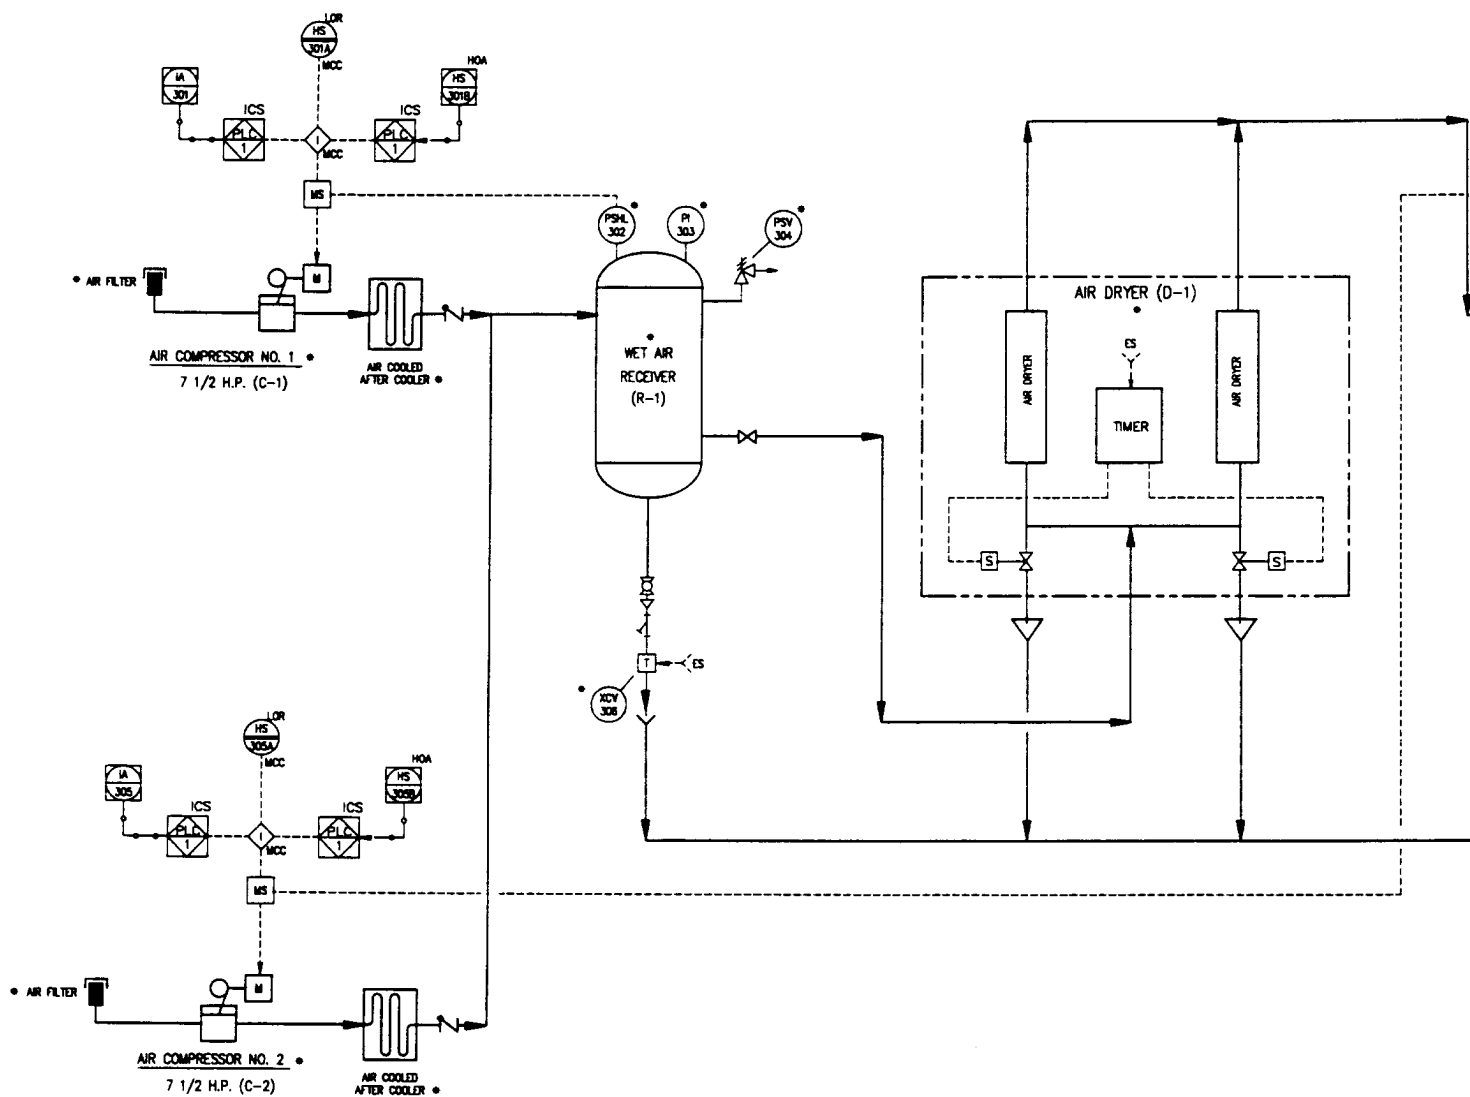 LOR
HS
301A
MCC
HOA
IA
301
HS
301B
ICS
ICS
PLC
1
I
PLC
1
MCC
MS
PSHL
302
PI
303
PSV
304
M
AIR FILTER
AIR DRYER (D-1)
AIR COMPRESSOR NO. 1
7 1/2 H.P. (C-1)
AIR COOLED
AFTER COOLER
WET AIR
RECEIVER
(R-1)
ES
AIR DRYER
TIMER
AIR DRYER
S
S
T
ES
XCV
306
LOR
HS
305A
MCC
HOA
IA
305
HS
305B
ICS
ICS
PLC
1
I
PLC
1
MCC
MS
M
AIR FILTER
AIR COMPRESSOR NO. 2
7 1/2 H.P. (C-2)
AIR COOLED
AFTER COOLER